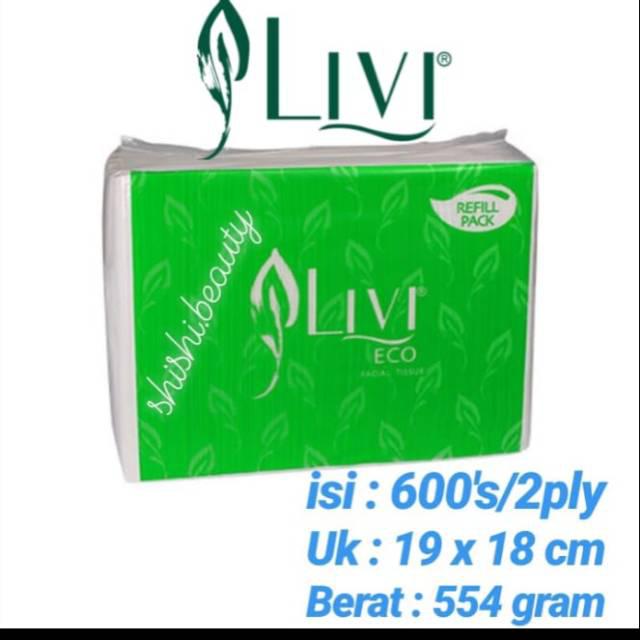 LIVI®
REFILL
PACK
shishi.beauty
LIVI®
ECO
FACIAL TISSUE
isi : 600's/2ply
Uk : 19 x 18 cm
Berat : 554 gram